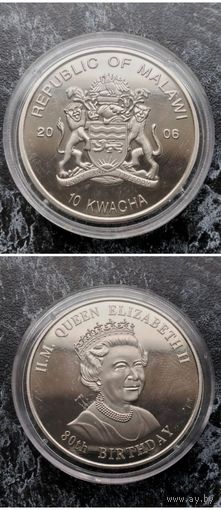 REPUBLIC OF MALAWI
20 06
10 KWACHA
H.M. QUEEN ELIZABETH II
80th BIRTHDAY
www.ay.by